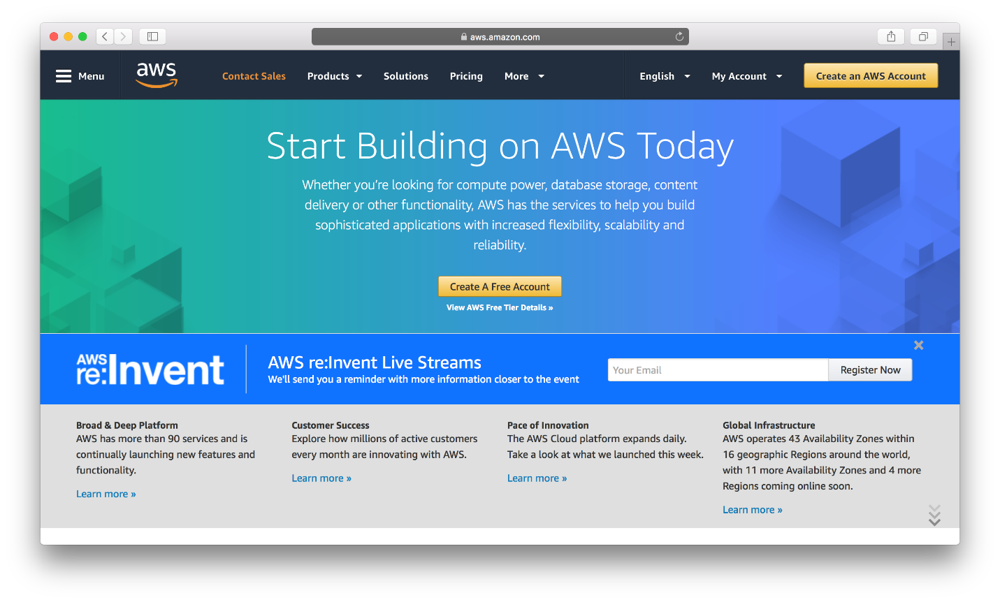 aws.amazon.com
Menu
aws
Contact Sales
Products
Solutions
Pricing
More
English
My Account
Create an AWS Account
Start Building on AWS Today
Whether you’re looking for compute power, database storage, content
delivery or other functionality, AWS has the services to help you build
sophisticated applications with increased flexibility, scalability and
reliability.
Create A Free Account
View AWS Free Tier Details »
AWS
re:Invent
AWS re:Invent Live Streams
We'll send you a reminder with more information closer to the event
Your Email
Register Now
Broad & Deep Platform
AWS has more than 90 services and is
continually launching new features and
functionality.
Learn more »
Customer Success
Explore how millions of active customers
every month are innovating with AWS.
Learn more »
Pace of Innovation
The AWS Cloud platform expands daily.
Take a look at what we launched this week.
Learn more »
Global Infrastructure
AWS operates 43 Availability Zones within
16 geographic Regions around the world,
with 11 more Availability Zones and 4 more
Regions coming online soon.
Learn more »